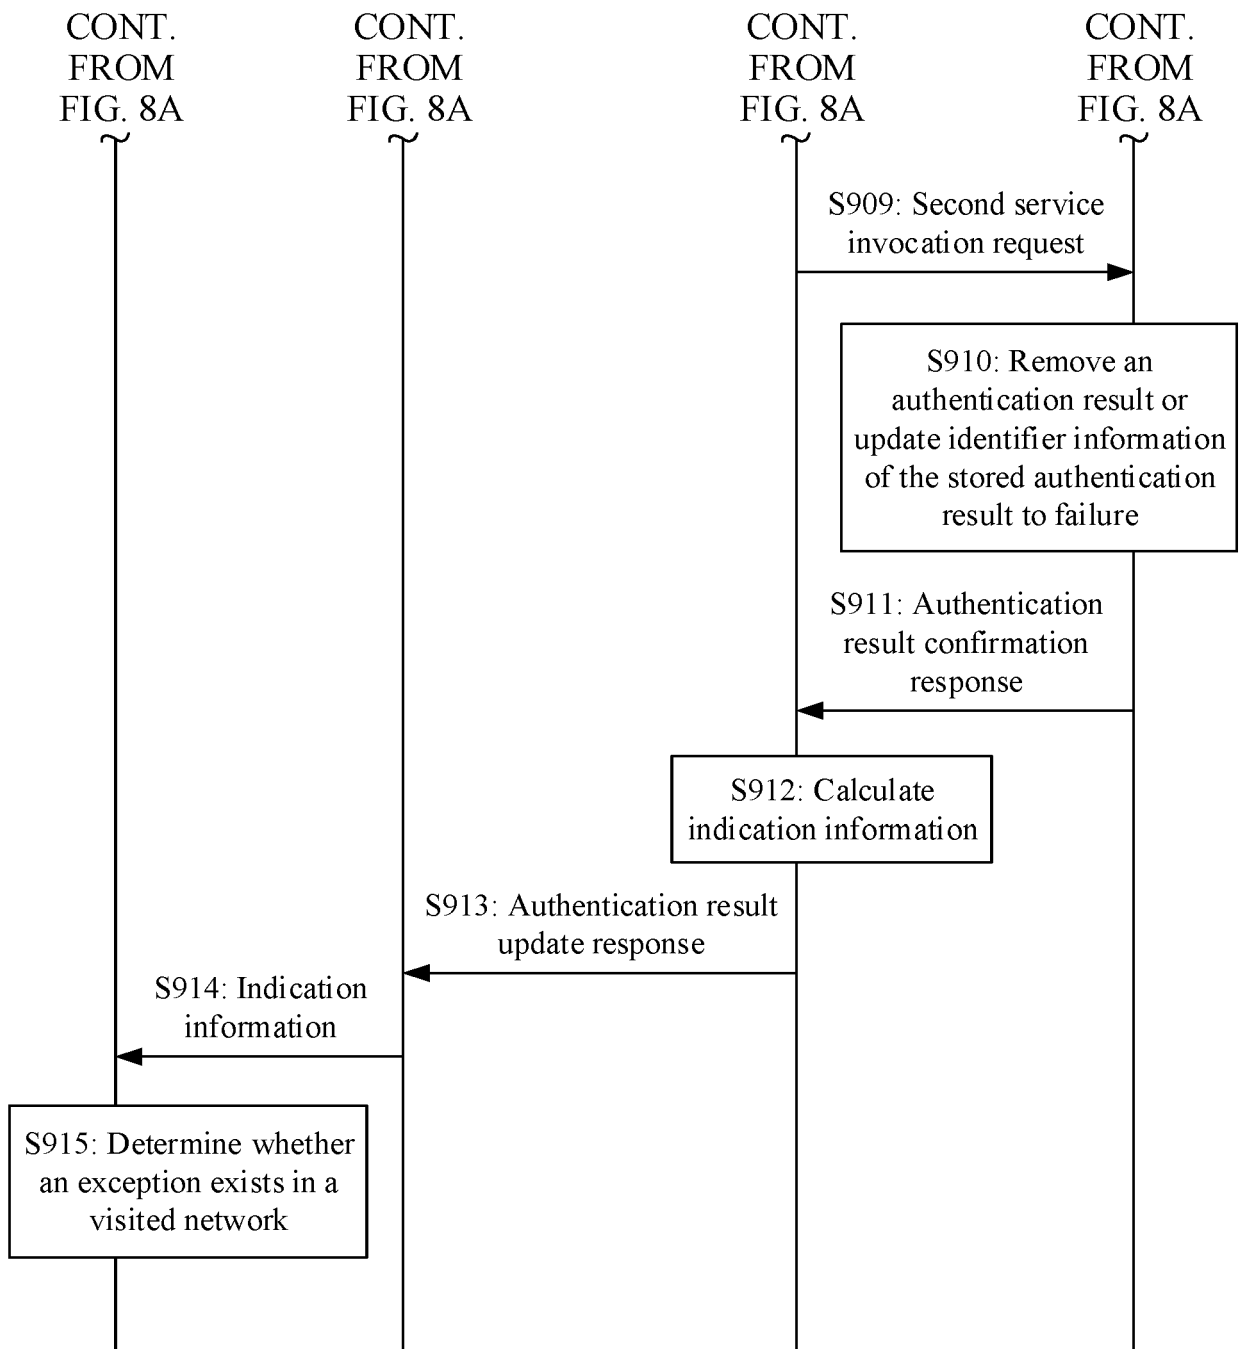 CONT.
FROM
FIG. 8A
CONT.
FROM
FIG. 8A
CONT.
FROM
FIG. 8A
CONT.
FROM
FIG. 8A
S909: Second service
invocation request
S910: Remove an
authentication result or
update identifier information
of the stored authentication
result to failure
S911: Authentication
result confirmation
response
S912: Calculate
indication information
S913: Authentication result
update response
S914: Indication
information
S915: Determine whether
an exception exists in a
visited network